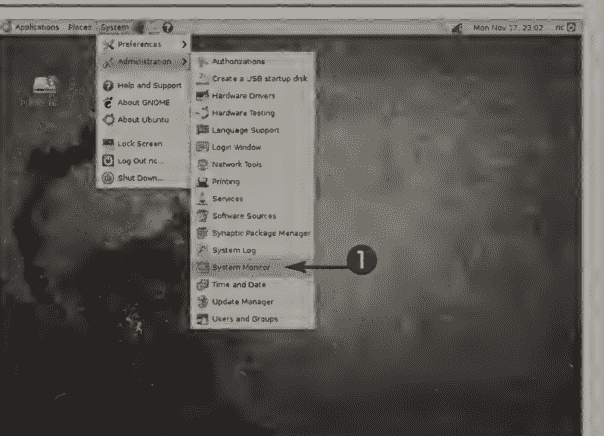 Applications Places System
Mon Nov 17, 23:02
Preferences
Administration
Help and Support
About GNOME
About Ubuntu
Lock Screen
Log Out
Shut Down...
Authorizations
Create a USB startup disk
Hardware Drivers
Hardware Testing
Language Support
Login Window
Network Tools
Printing
Services
Software Sources
Synaptic Package Manager
System Log
System Monitor
1
Time and Date
Update Manager
Users and Groups